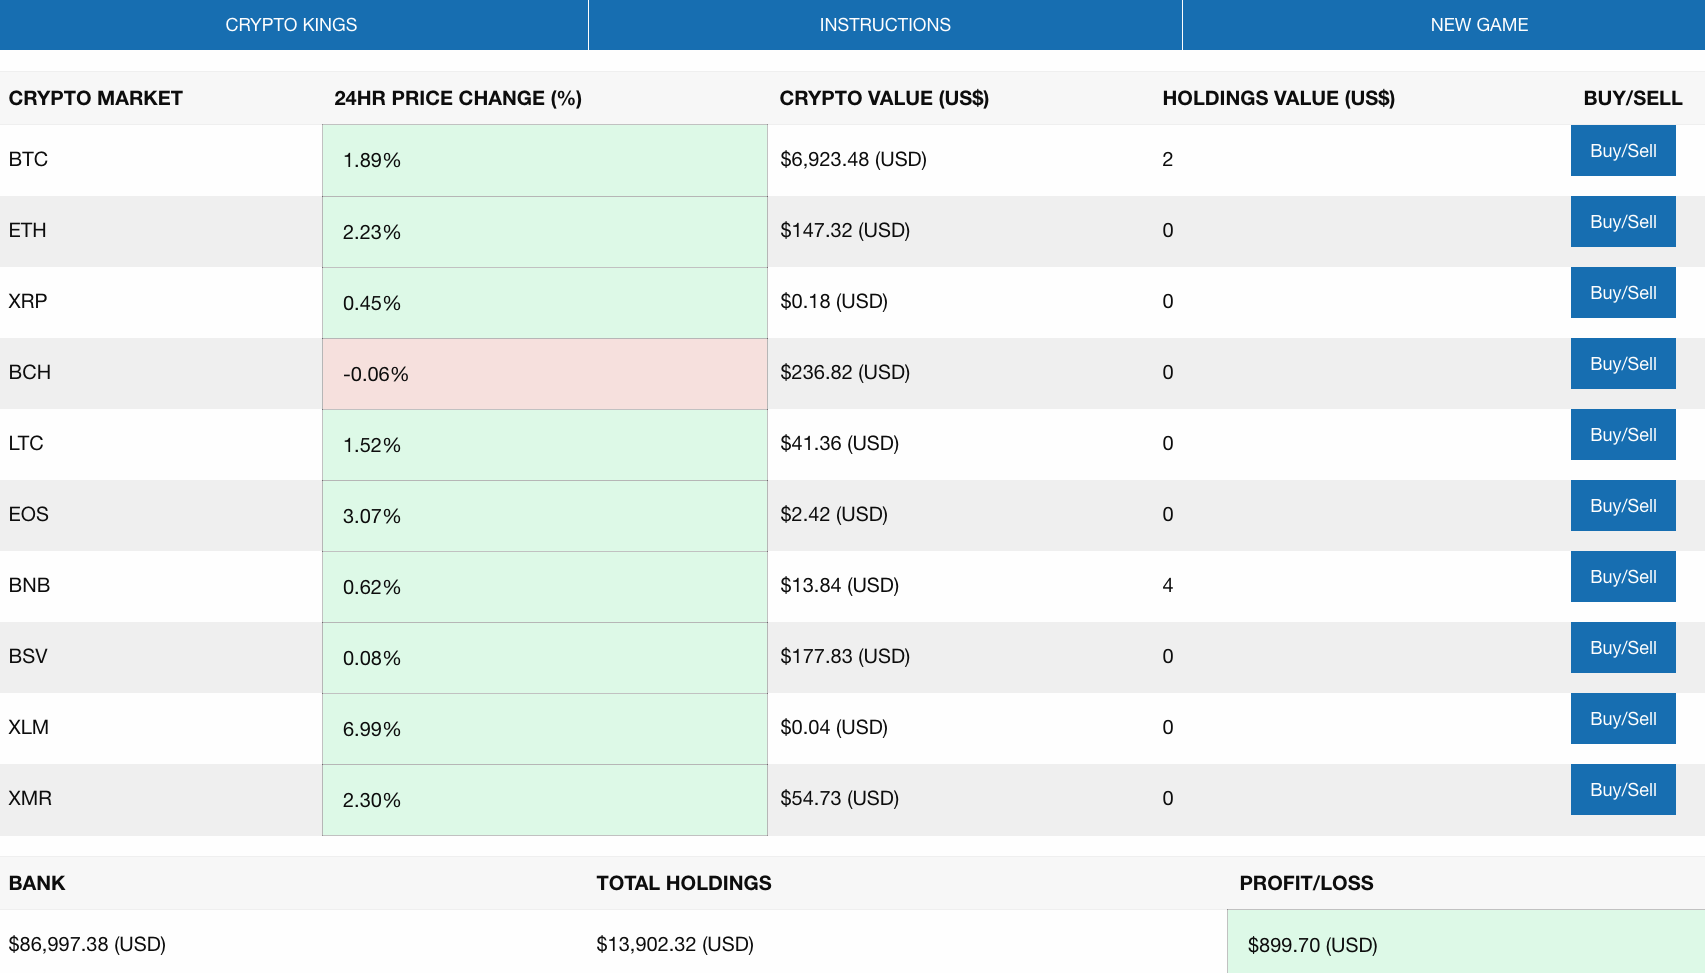 CRYPTO KINGS INSTRUCTIONS NEW GAME
CRYPTO MARKET 24HR PRICE CHANGE (%) CRYPTO VALUE (US$) HOLDINGS VALUE (US$) BUY/SELL
BTC 1.89% $6,923.48 (USD) 2 Buy/Sell
ETH 2.23% $147.32 (USD) 0 Buy/Sell
XRP 0.45% $0.18 (USD) 0 Buy/Sell
BCH -0.06% $236.82 (USD) 0 Buy/Sell
LTC 1.52% $41.36 (USD) 0 Buy/Sell
EOS 3.07% $2.42 (USD) 0 Buy/Sell
BNB 0.62% $13.84 (USD) 4 Buy/Sell
BSV 0.08% $177.83 (USD) 0 Buy/Sell
XLM 6.99% $0.04 (USD) 0 Buy/Sell
XMR 2.30% $54.73 (USD) 0 Buy/Sell
BANK TOTAL HOLDINGS PROFIT/LOSS
$86,997.38 (USD) $13,902.32 (USD) $899.70 (USD)